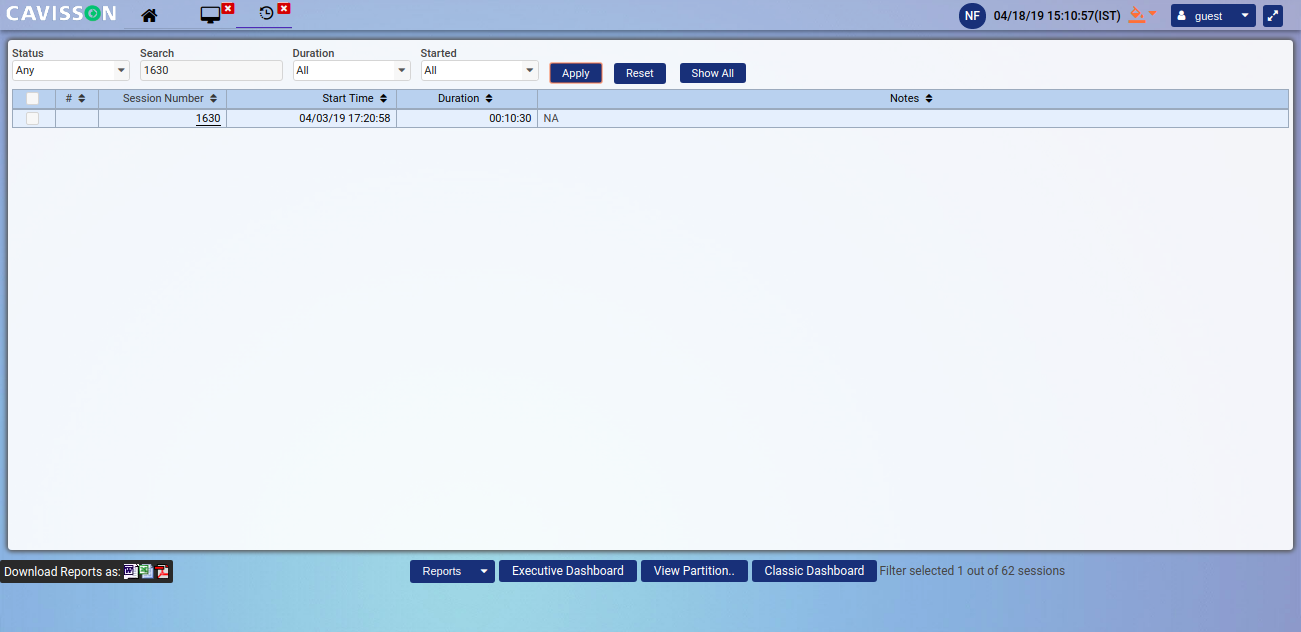 CAVISSON
NF 04/18/19 15:10:57(IST) guest
Status Search Duration Started
Any 1630 All All Apply Reset Show All
# Session Number Start Time Duration Notes
1630 04/03/19 17:20:58 00:10:30 NA
Download Reports as: Reports Executive Dashboard View Partition.. Classic Dashboard Filter selected 1 out of 62 sessions